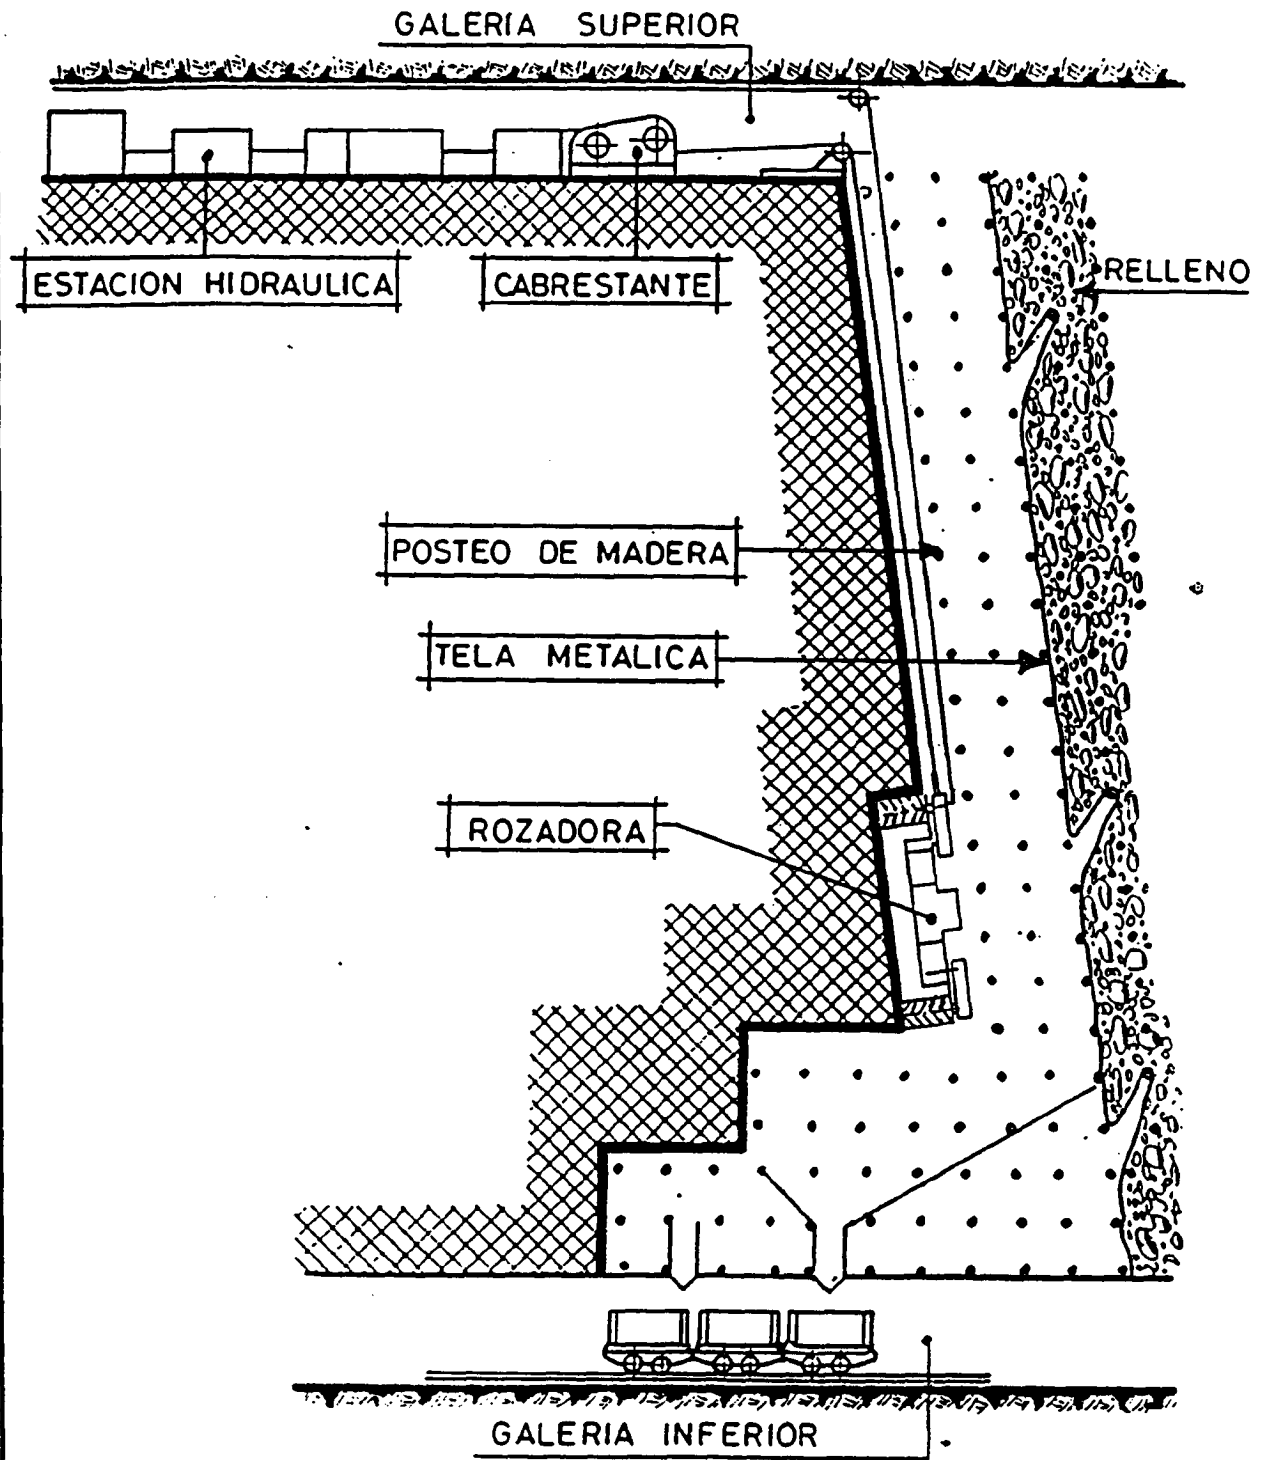 GALERIA SUPERIOR
ESTACION HIDRAULICA
CABRESTANTE
RELLENO
POSTEO DE MADERA
TELA METALICA
ROZADORA
GALERIA INFERIOR